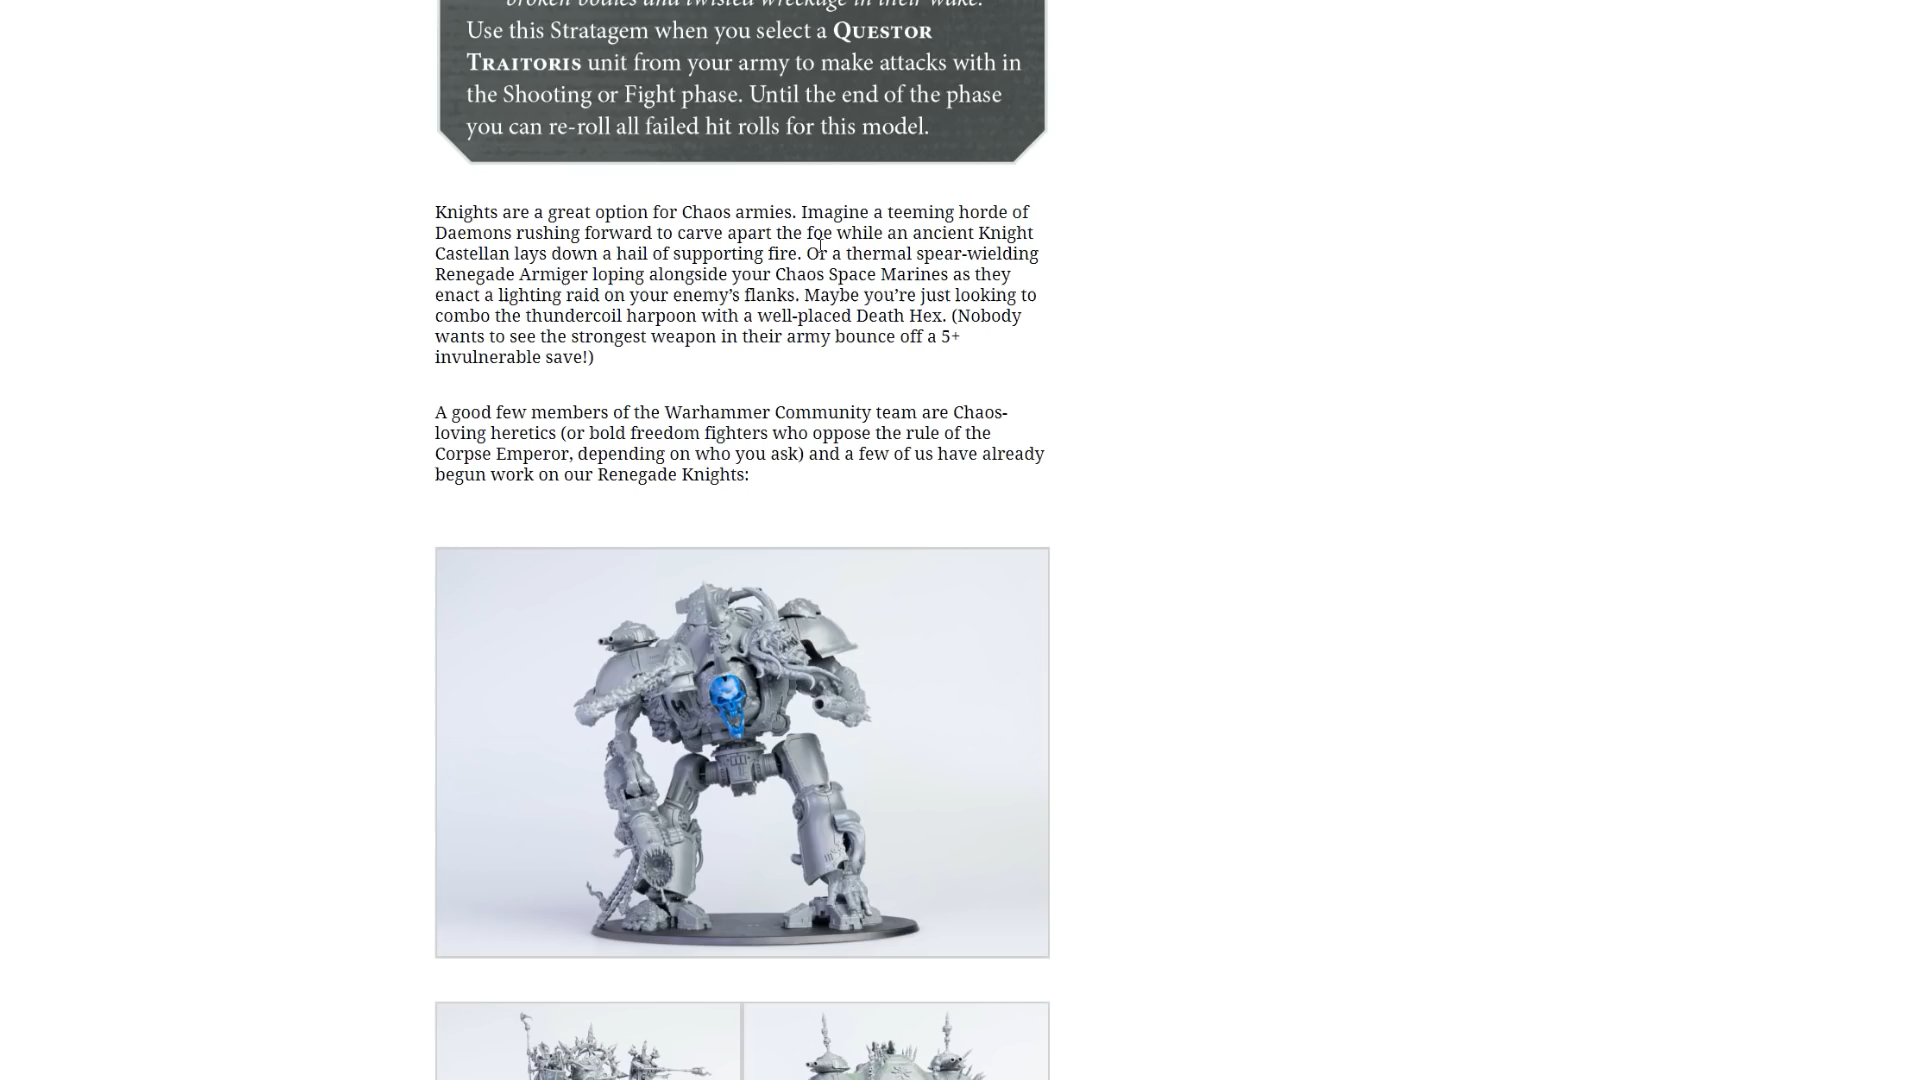 broken bodies and twisted wreckage in their wake.
Use this Stratagem when you select a QUESTOR
TRAITORIS unit from your army to make attacks with in
the Shooting or Fight phase. Until the end of the phase
you can re-roll all failed hit rolls for this model.
Knights are a great option for Chaos armies. Imagine a teeming horde of
Daemons rushing forward to carve apart the foe while an ancient Knight
Castellan lays down a hail of supporting fire. Or a thermal spear-wielding
Renegade Armiger loping alongside your Chaos Space Marines as they
enact a lighting raid on your enemy’s flanks. Maybe you’re just looking to
combo the thundercoil harpoon with a well-placed Death Hex. (Nobody
wants to see the strongest weapon in their army bounce off a 5+
invulnerable save!)
A good few members of the Warhammer Community team are Chaos-
loving heretics (or bold freedom fighters who oppose the rule of the
Corpse Emperor, depending on who you ask) and a few of us have already
begun work on our Renegade Knights: